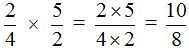 2/4 × 5/2 = 2 × 5 / 4 × 2 = 10/8